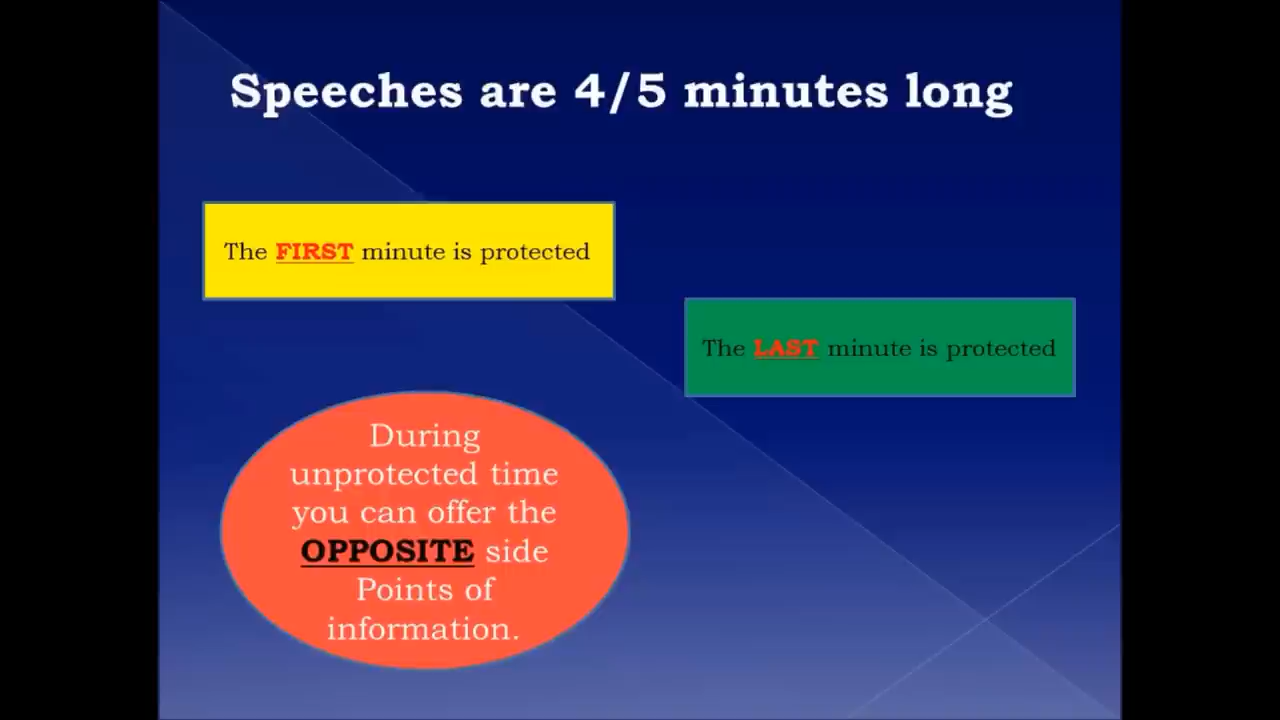 Speeches are 4/5 minutes long
The FIRST minute is protected
The LAST minute is protected
During
unprotected time
you can offer the
OPPOSITE side
Points of
information.